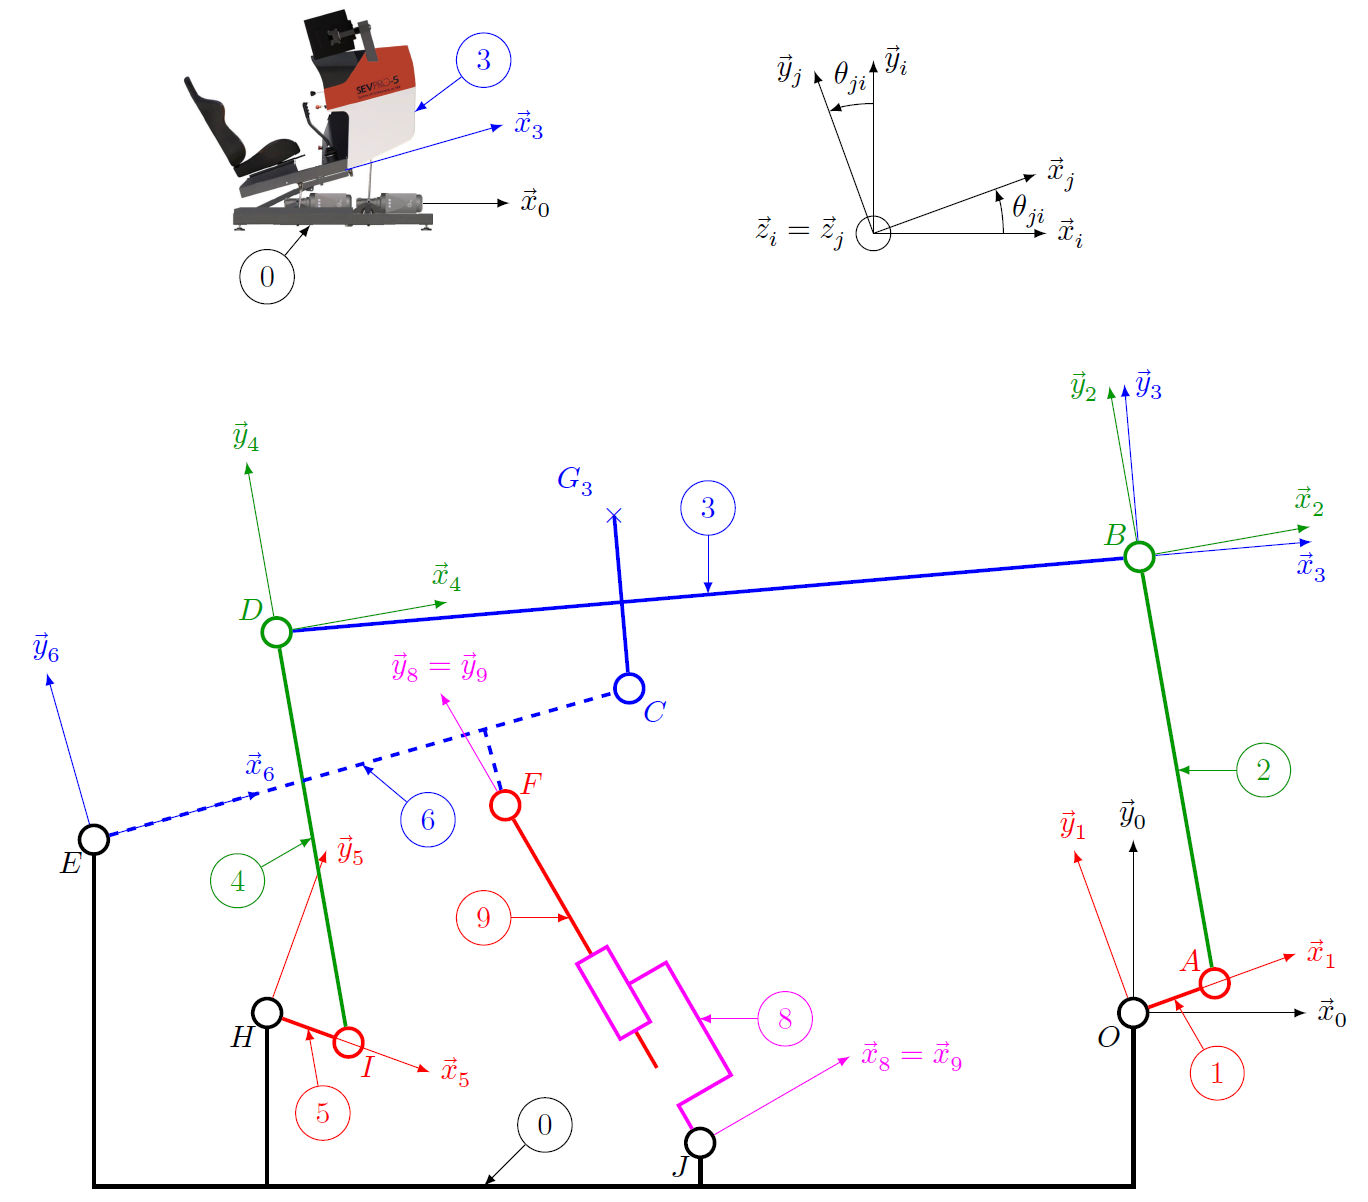 SEVPRO-5
3
$\vec{x}_3$
$\vec{x}_0$
0
$\vec{y}_j$
$\theta_{ji}$
$\vec{y}_i$
$\vec{x}_j$
$\theta_{ji}$
$\vec{z}_i = \vec{z}_j$
$\vec{x}_i$
$\vec{y}_2$
$\vec{y}_3$
$\vec{y}_4$
$G_3$
3
$\vec{x}_2$
B
$\vec{x}_3$
$\vec{x}_4$
D
$\vec{y}_6$
$\vec{y}_8 = \vec{y}_9$
C
$\vec{x}_6$
F
2
6
$\vec{y}_0$
$\vec{y}_1$
E
$\vec{y}_5$
4
9
A
$\vec{x}_1$
H
8
O
$\vec{x}_0$
I
$\vec{x}_5$
$\vec{x}_8 = \vec{x}_9$
1
5
0
J